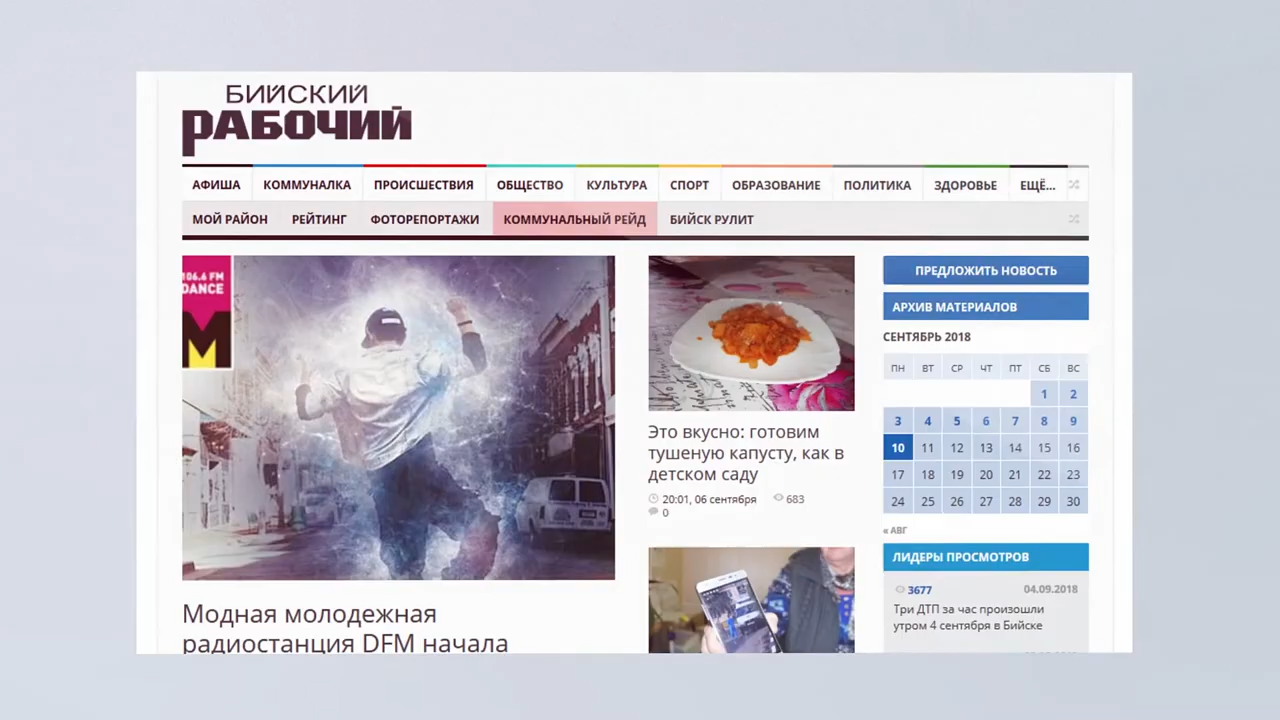 БИЙСКИЙ
РАБОЧИЙ
АФИША КОММУНАЛКА ПРОИСШЕСТВИЯ ОБЩЕСТВО КУЛЬТУРА СПОРТ ОБРАЗОВАНИЕ ПОЛИТИКА ЗДОРОВЬЕ ЕЩЁ...
МОЙ РАЙОН РЕЙТИНГ ФОТОРЕПОРТАЖИ КОММУНАЛЬНЫЙ РЕЙД БИЙСК РУЛИТ
106.6 FM
DANCE
M
Модная молодежная
радиостанция DFM начала
Это вкусно: готовим
тушеную капусту, как в
детском саду
20:01, 06 сентября 683
0
ПРЕДЛОЖИТЬ НОВОСТЬ
АРХИВ МАТЕРИАЛОВ
СЕНТЯБРЬ 2018
ПН ВТ СР ЧТ ПТ СБ ВС
1 2
3 4 5 6 7 8 9
10 11 12 13 14 15 16
17 18 19 20 21 22 23
24 25 26 27 28 29 30
« АВГ
ЛИДЕРЫ ПРОСМОТРОВ
3677 04.09.2018
Три ДТП за час произошли
утром 4 сентября в Бийске